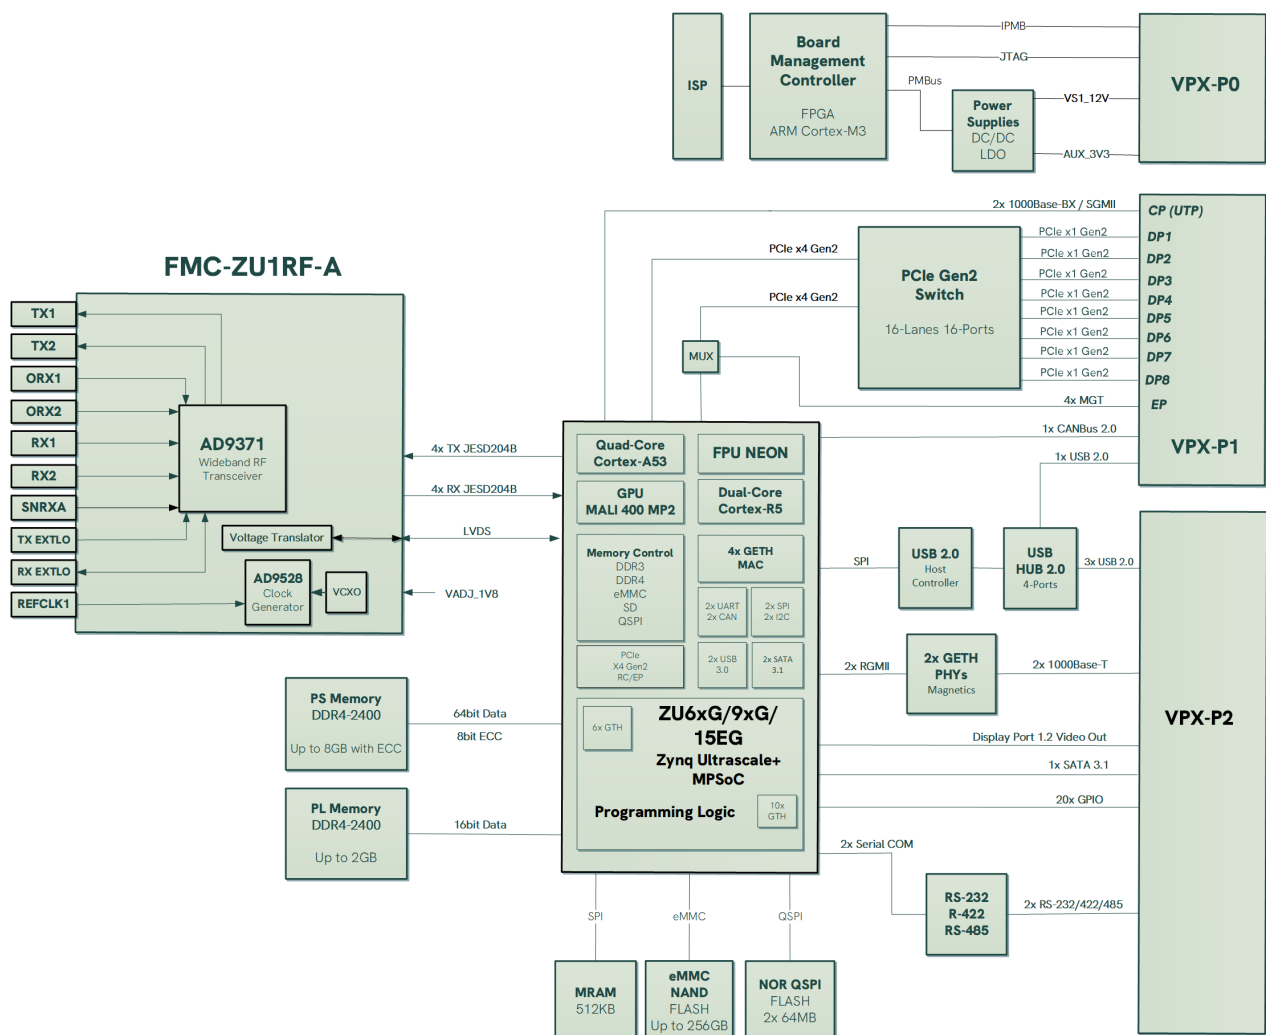 IPMB
JTAG
ISP
Board
Management
Controller
FPGA
ARM Cortex-M3
PMBus
Power
Supplies
DC/DC
LDO
VS1_12V
AUX_3V3
VPX-P0
2x 1000Base-BX / SGMII
CP (UTP)
PCIe x1 Gen2
DP1
PCIe x4 Gen2
PCIe x1 Gen2
DP2
PCIe Gen2
Switch
16-Lanes 16-Ports
PCIe x1 Gen2
DP3
PCIe x4 Gen2
PCIe x1 Gen2
DP4
PCIe x1 Gen2
DP5
PCIe x1 Gen2
DP6
MUX
PCIe x1 Gen2
DP7
PCIe x1 Gen2
DP8
4x MGT
EP
1x CANBus 2.0
VPX-P1
1x USB 2.0
FMC-ZU1RF-A
TX1
TX2
ORX1
ORX2
RX1
RX2
SNRXA
TX EXTLO
RX EXTLO
REFCLK1
AD9371
Wideband RF
Transceiver
Voltage Translator
AD9528
Clock
Generator
VCXO
4x TX JESD204B
4x RX JESD204B
LVDS
VADJ_1V8
Quad-Core
Cortex-A53
FPU NEON
GPU
MALI 400 MP2
Dual-Core
Cortex-R5
Memory Control
DDR3
DDR4
eMMC
SD
QSPI
4x GETH
MAC
2x UART
2x CAN
2x SPI
2x I2C
PCIe
X4 Gen2
RC/EP
2x USB
3.0
2x SATA
3.1
6x GTH
ZU6xG/9xG/
15EG
Zynq Ultrascale+
MPSoC
Programming Logic
10x
GTH
SPI
USB 2.0
Host
Controller
USB
HUB 2.0
4-Ports
3x USB 2.0
2x RGMII
2x GETH
PHYs
Magnetics
2x 1000Base-T
VPX-P2
Display Port 1.2 Video Out
1x SATA 3.1
20x GPIO
2x Serial COM
RS-232
R-422
RS-485
2x RS-232/422/485
PS Memory
DDR4-2400
Up to 8GB with ECC
64bit Data
8bit ECC
PL Memory
DDR4-2400
Up to 2GB
16bit Data
SPI
eMMC
QSPI
MRAM
512KB
eMMC
NAND
FLASH
Up to 256GB
NOR QSPI
FLASH
2x 64MB